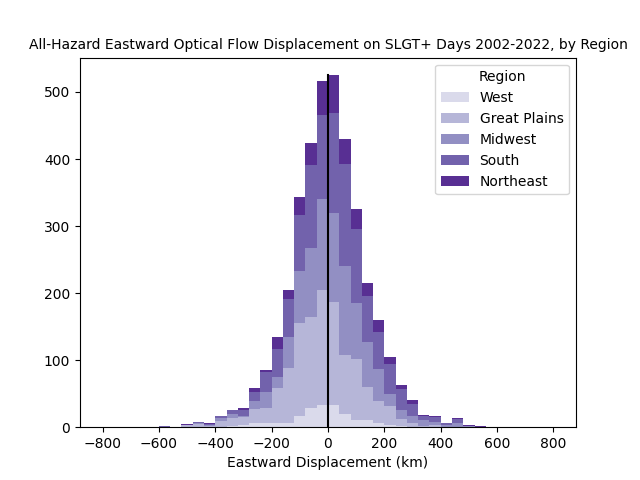 All-Hazard Eastward Optical Flow Displacement on SLGT+ Days 2002-2022, by Region
Region
West
Great Plains
Midwest
South
Northeast
500
400
300
200
100
0
−800 −600 −400 −200 0 200 400 600 800
Eastward Displacement (km)